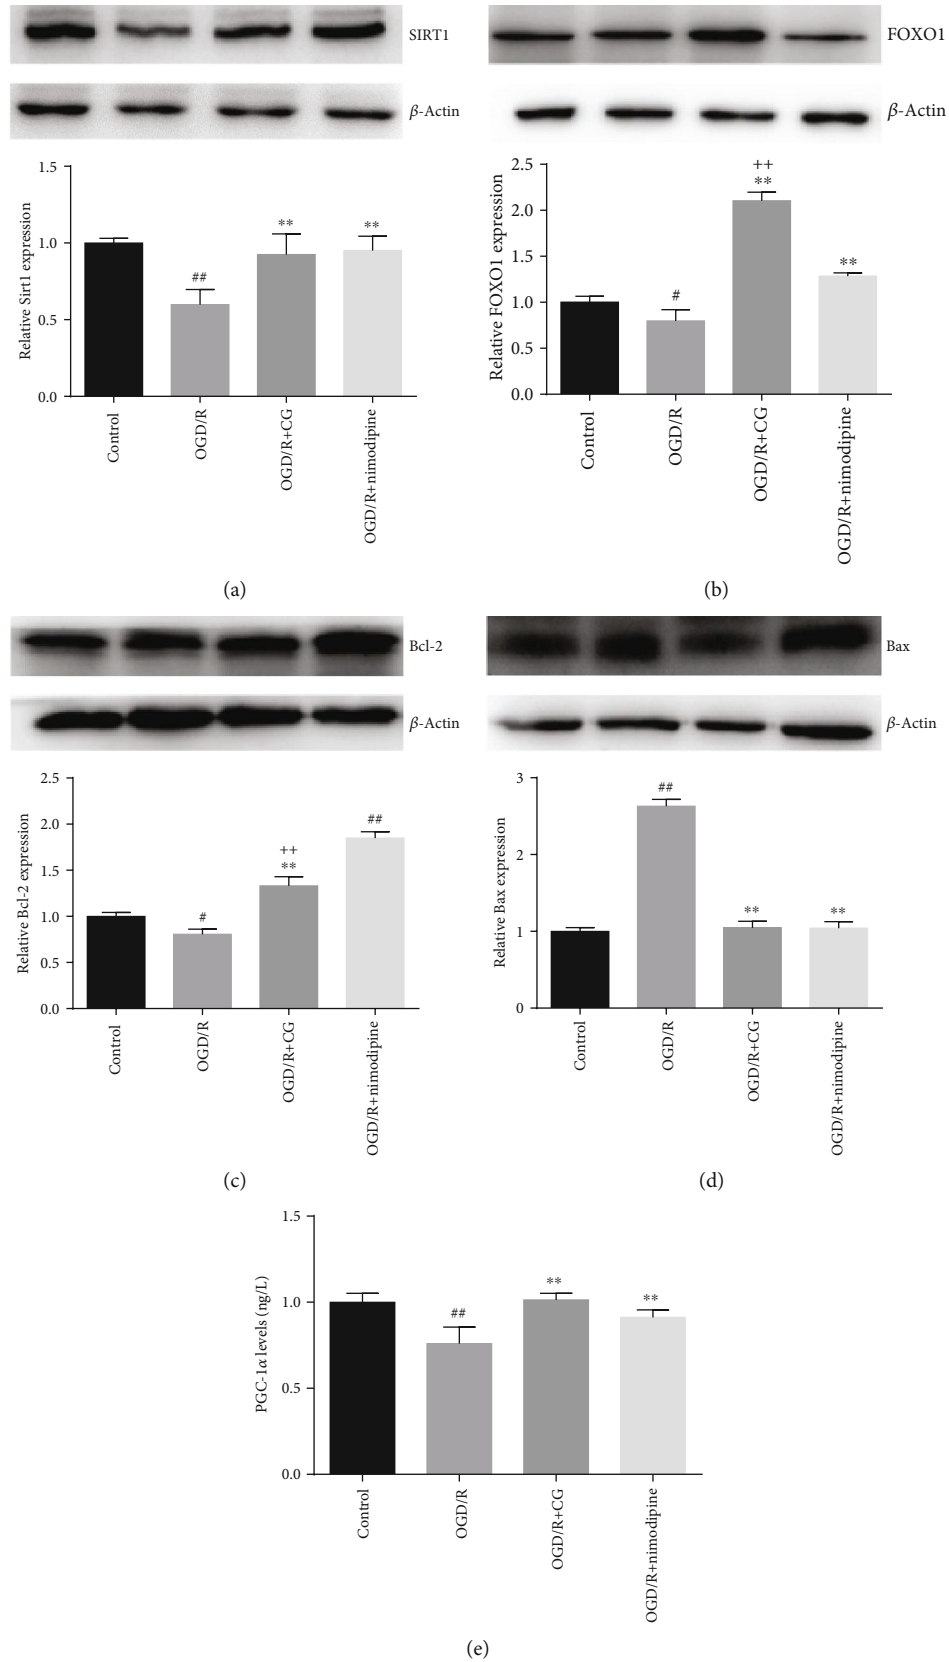 SIRT1
β-Actin
1.5
1.0
0.5
0.0
Relative Sirt1 expression
##
**
**
Control
OGD/R
OGD/R+CG
OGD/R+nimodipine
(a)
FOXO1
β-Actin
2.5
2.0
1.5
1.0
0.5
0.0
Relative FOXO1 expression
#
++
**
**
Control
OGD/R
OGD/R+CG
OGD/R+nimodipine
(b)
Bcl-2
β-Actin
2.5
2.0
1.5
1.0
0.5
0.0
Relative Bcl-2 expression
#
++
**
##
Control
OGD/R
OGD/R+CG
OGD/R+nimodipine
(c)
Bax
β-Actin
3
2
1
0
Relative Bax expression
##
**
**
Control
OGD/R
OGD/R+CG
OGD/R+nimodipine
(d)
1.5
1.0
0.5
0.0
PGC-1α levels (ng/L)
##
**
**
Control
OGD/R
OGD/R+CG
OGD/R+nimodipine
(e)